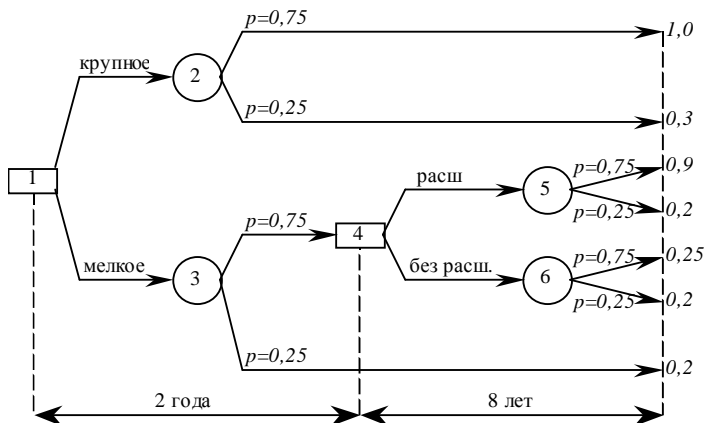 p=0,75
1,0
крупное
2
p=0,25
0,3
1
p=0,75
0,9
расш
5
p=0,25
0,2
p=0,75
4
мелкое
3
без расш.
6
p=0,75
0,25
p=0,25
0,2
p=0,25
0,2
2 года
8 лет